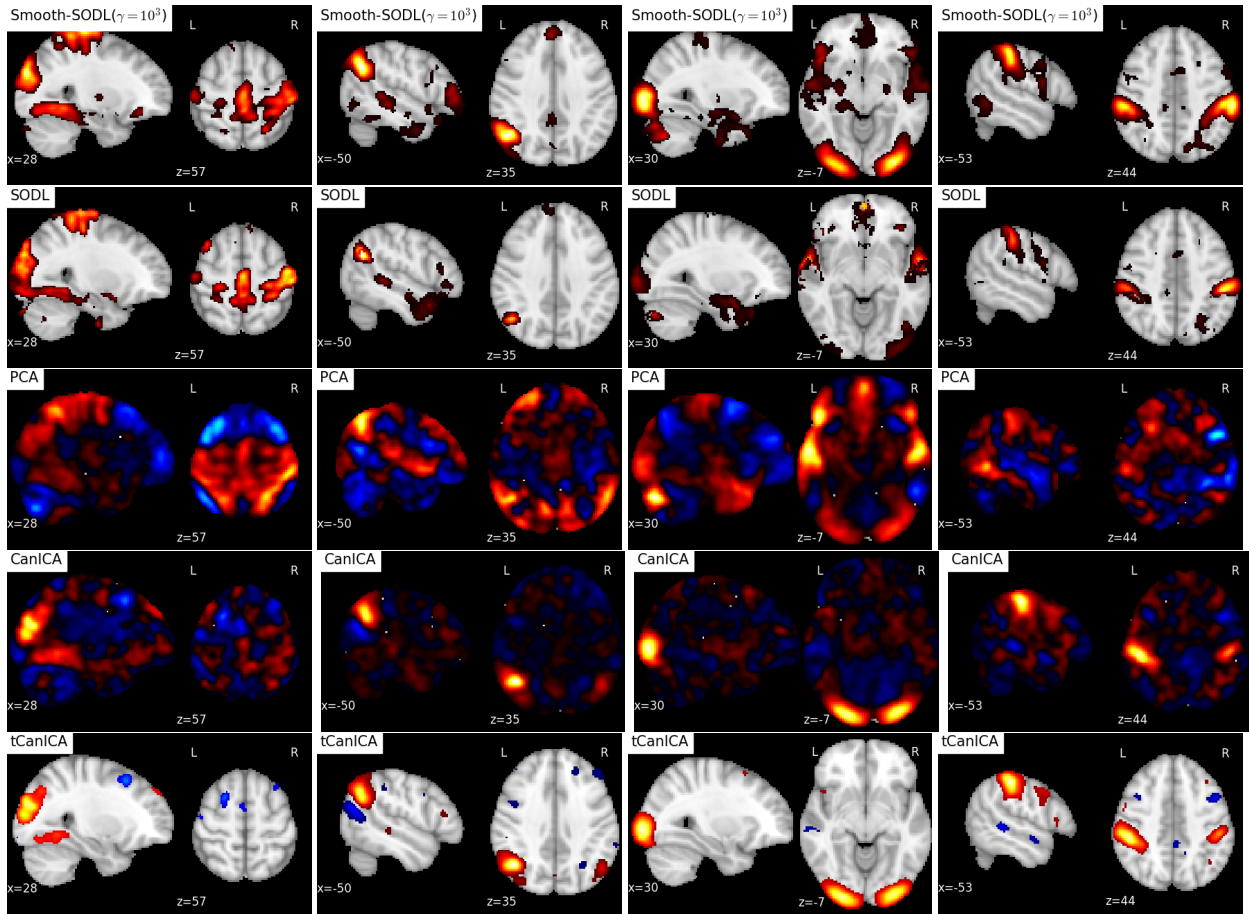 Smooth-SODL(γ=10³) L R x=28 z=57
Smooth-SODL(γ=10³) L R x=-50 z=35
Smooth-SODL(γ=10³) L R x=30 z=-7
Smooth-SODL(γ=10³) L R x=-53 z=44
SODL L R x=28 z=57
SODL L R x=-50 z=35
SODL L R x=30 z=-7
SODL L R x=-53 z=44
PCA L R x=28 z=57
PCA L R x=-50 z=35
PCA L R x=30 z=-7
PCA L R x=-53 z=44
CanICA L R x=28 z=57
CanICA L R x=-50 z=35
CanICA L R x=30 z=-7
CanICA L R x=-53 z=44
tCanICA L R x=28 z=57
tCanICA L R x=-50 z=35
tCanICA L R x=30 z=-7
tCanICA L R x=-53 z=44